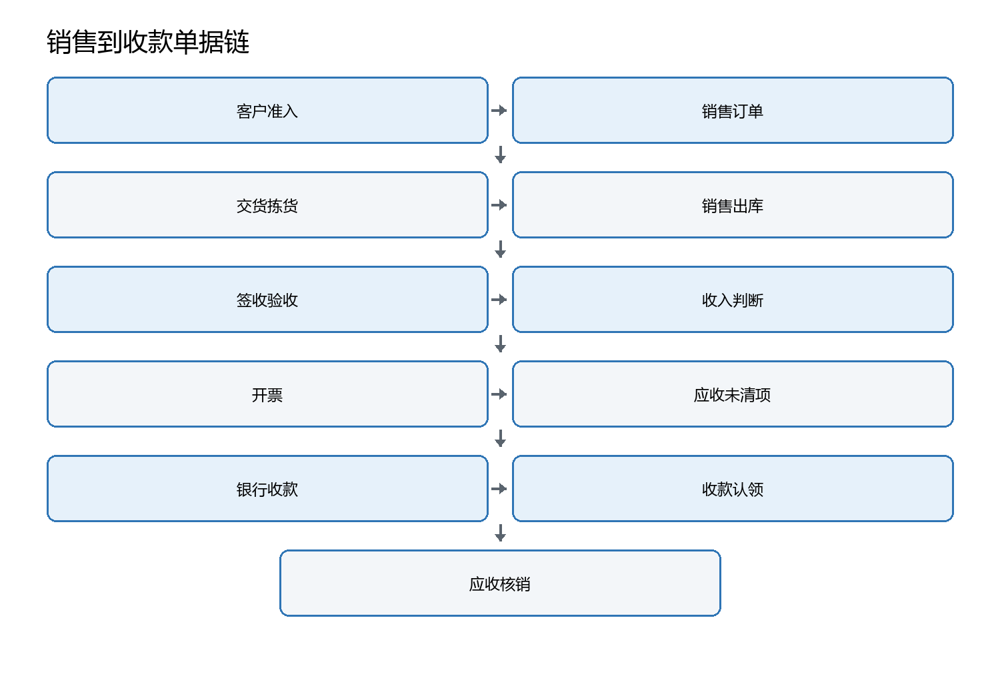 销售到收款单据链
客户准入
销售订单
交货拣货
销售出库
签收验收
收入判断
开票
应收未清项
银行收款
收款认领
应收核销